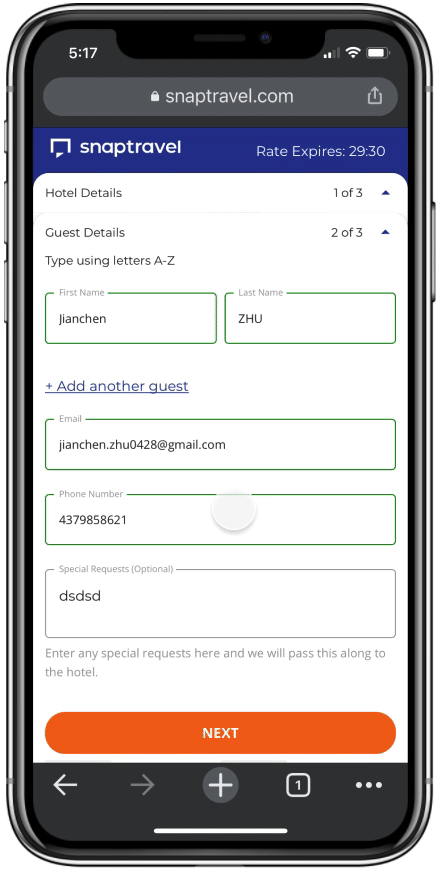 5:17
snaptravel.com
snaptravel
Rate Expires: 29:30
Hotel Details
1 of 3
Guest Details
2 of 3
Type using letters A-Z
First Name
Last Name
Jianchen
ZHU
+ Add another guest
Email
jianchen.zhu0428@gmail.com
Phone Number
4379858621
Special Requests (Optional)
dsdsd
Enter any special requests here and we will pass this along to
the hotel.
NEXT
1